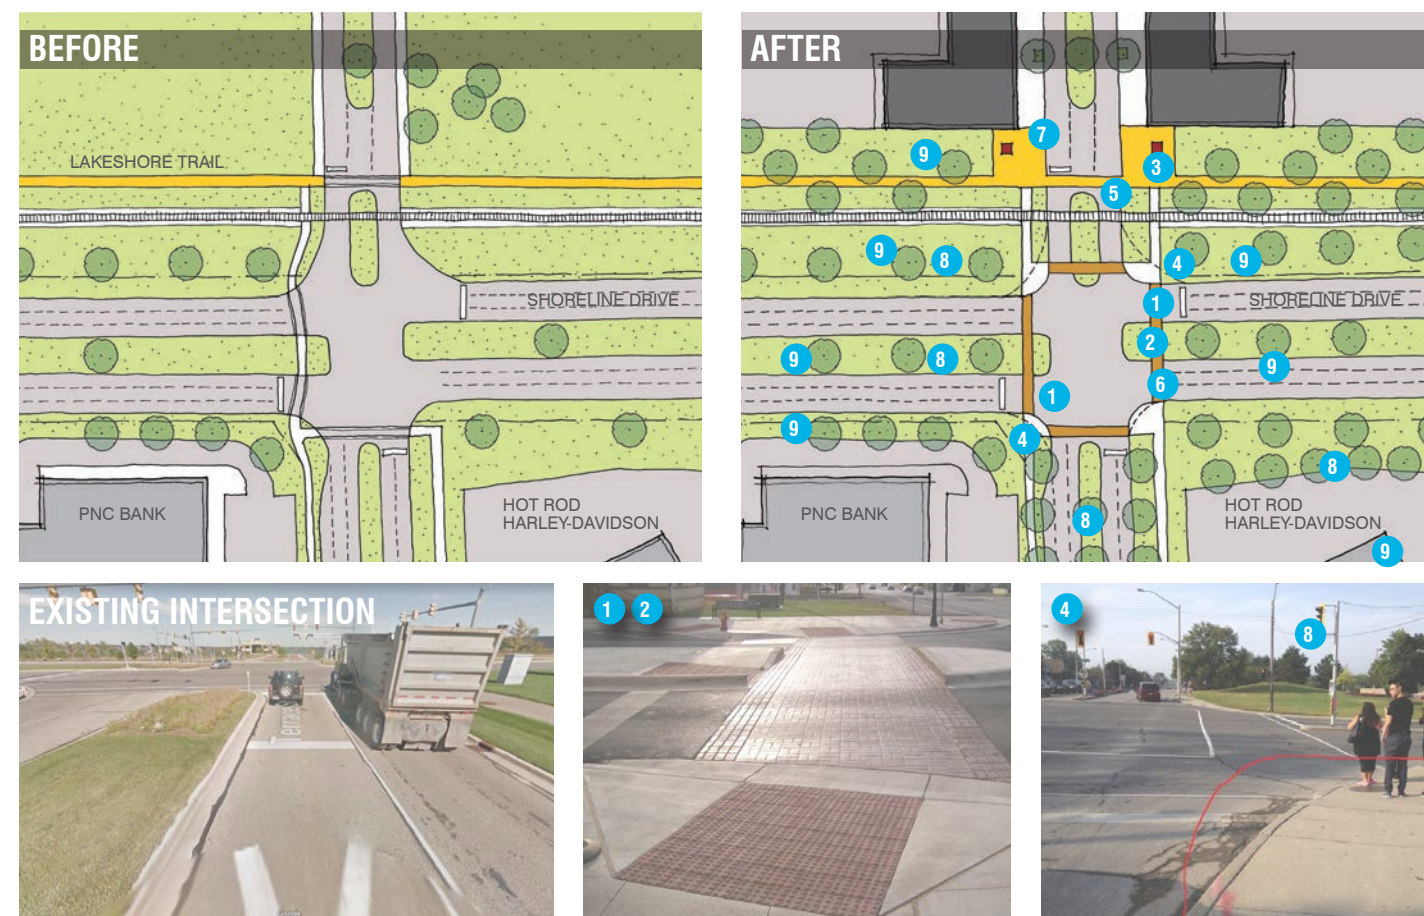 BEFORE
LAKESHORE TRAIL
SHORELINE DRIVE
PNC BANK
HOT ROD
HARLEY-DAVIDSON
AFTER
7
9
3
5
9
8
4
9
1
SHORELINE DRIVE
2
9
8
9
6
1
9
4
8
8
PNC BANK
HOT ROD
HARLEY-DAVIDSON
9
EXISTING INTERSECTION
1 2
4
8